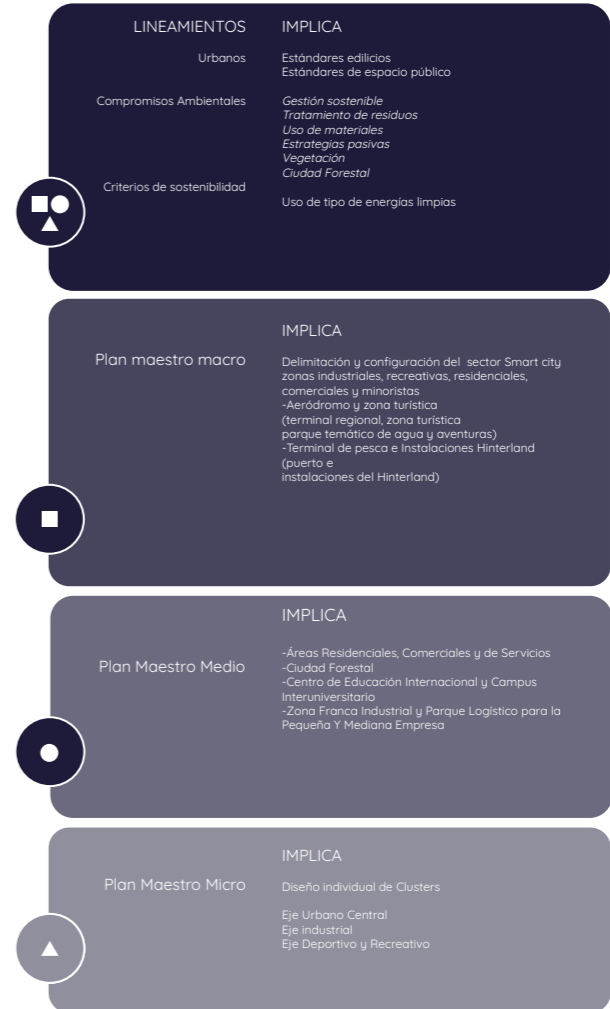 LINEAMIENTOS IMPLICA
Urbanos Estándares edilicios
Estándares de espacio público
Compromisos Ambientales Gestión sostenible
Tratamiento de residuos
Uso de materiales
Estrategias pasivas
Vegetación
Ciudad Forestal
Criterios de sostenibilidad
Uso de tipo de energías limpias
IMPLICA
Plan maestro macro Delimitación y configuración del sector Smart city
zonas industriales, recreativas, residenciales,
comerciales y minoristas
-Aeródromo y zona turística
(terminal regional, zona turística
parque temático de agua y aventuras)
-Terminal de pesca e Instalaciones Hinterland
(puerto e
instalaciones del Hinterland)
IMPLICA
-Áreas Residenciales, Comerciales y de Servicios
Plan Maestro Medio -Ciudad Forestal
-Centro de Educación Internacional y Campus
Interuniversitario
-Zona Franca Industrial y Parque Logístico para la
Pequeña Y Mediana Empresa
IMPLICA
Plan Maestro Micro Diseño individual de Clusters
Eje Urbano Central
Eje industrial
Eje Deportivo y Recreativo